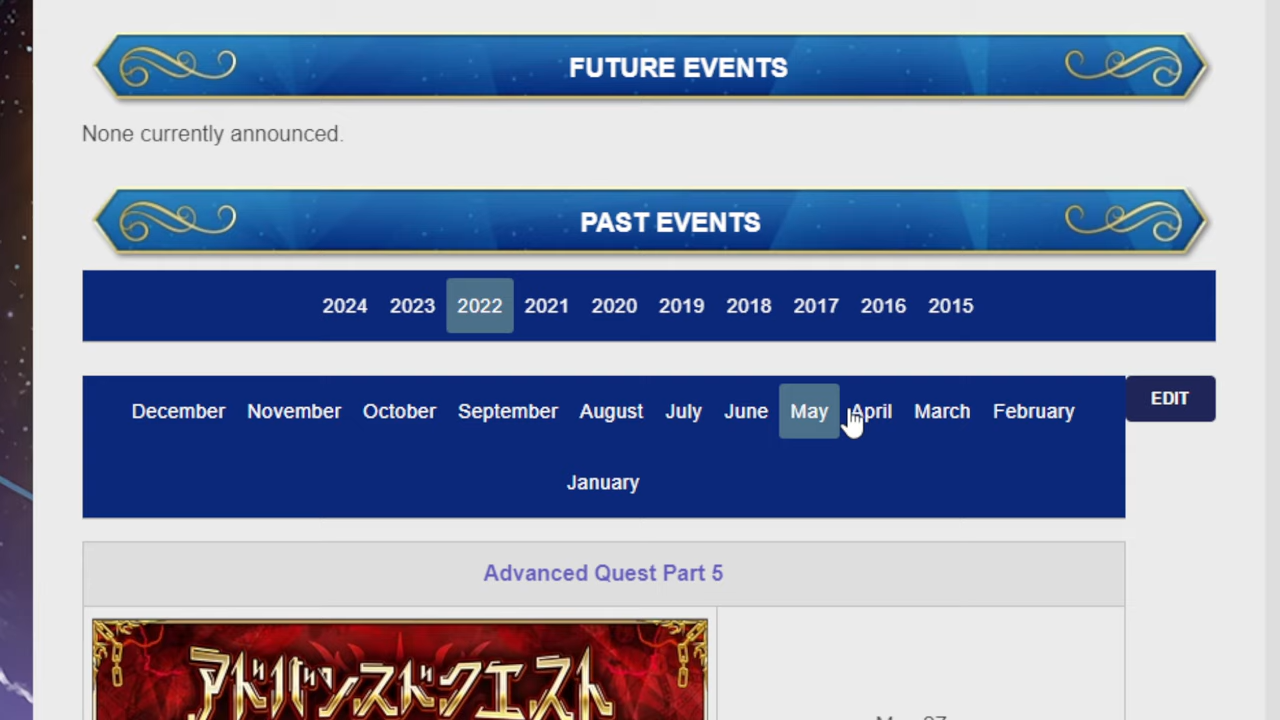 FUTURE EVENTS
None currently announced.
PAST EVENTS
2024 2023 2022 2021 2020 2019 2018 2017 2016 2015
December November October September August July June May April March February
EDIT
January
Advanced Quest Part 5
アドバンスドクエスト